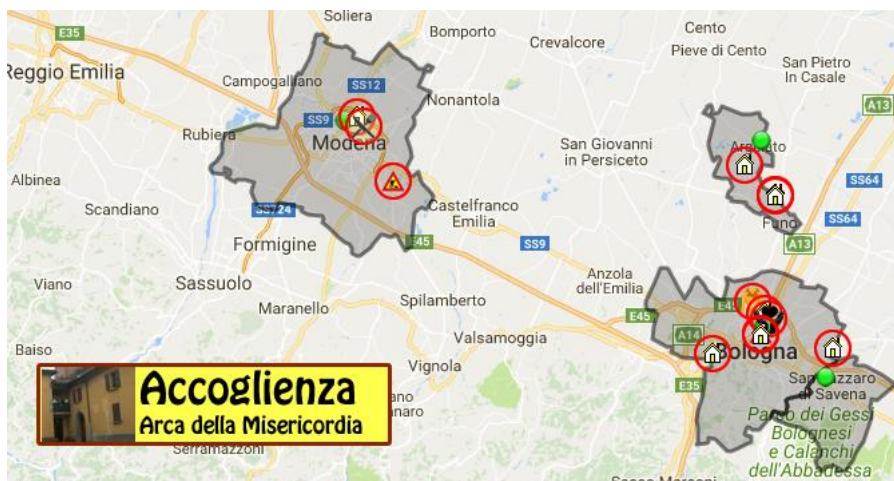 Soliera
E35
Bomporto
Cento
Crevalcore
Pieve di Cento
Reggio Emilia
San Pietro
In Casale
Campogalliano
SS12
Nonantola
A13
SS9
Rubiera
Modena
San Giovanni
in Persiceto
Argelato
Albinea
SS64
Scandiano
SS724
Castelfranco
Emilia
Funo
SS64
Formigine
E45
SS9
A13
Viano
Sassuolo
Anzola
dell'Emilia
Maranello
Spilamberto
E45
E45
Valsamoggia
A14
Baiso
Bologna
Vignola
E35
San Lazzaro
di Savena
Accoglienza
Arca della Misericordia
Parco dei Gessi
Bolognesi
e Calanchi
dell'Abbadessa
Serramazzoni